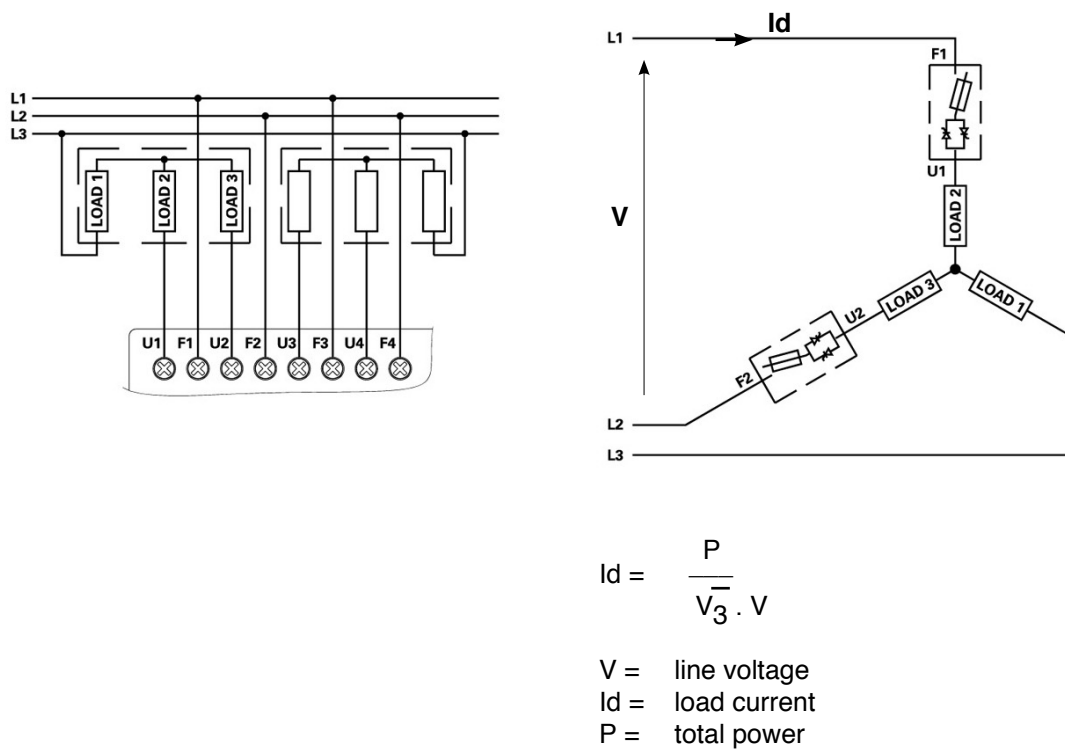 L1
L2
L3
LOAD 1
LOAD 2
LOAD 3
U1 F1 U2 F2 U3 F3 U4 F4
Id
L1
F1
U1
LOAD 2
V
LOAD 3
LOAD 1
U2
F2
L2
L3
P
Id =
V3 . V
V = line voltage
Id = load current
P = total power